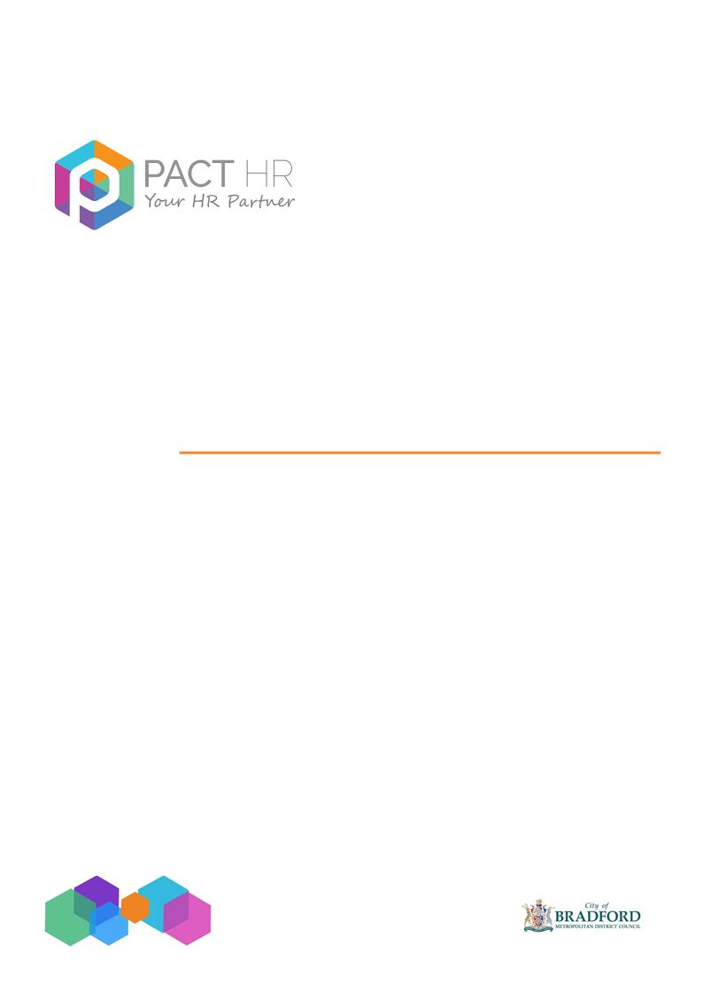 PACT HR
Your HR Partner
City of
BRADFORD
METROPOLITAN DISTRICT COUNCIL